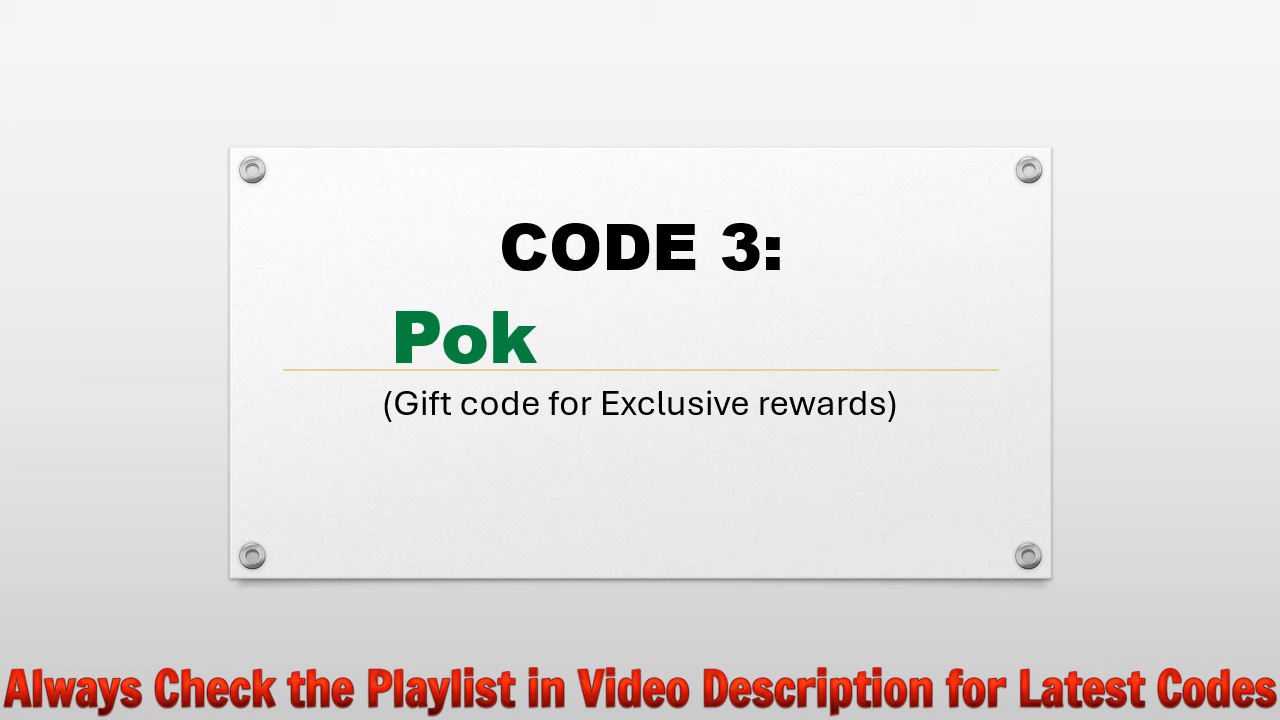 CODE 3:
Pok
(Gift code for Exclusive rewards)
Always Check the Playlist in Video Description for Latest Codes